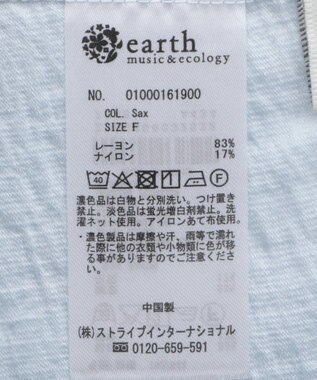 earth
music&ecology
NO. 01000161900
COL. Sax
SIZE F
レーヨン 83%
ナイロン 17%
40 F
濃色品は白物と分別洗い。つけ置き
禁止。淡色品は蛍光増白剤禁止。洗
濯ネット使用。アイロンあて布使用。
・濃色製品は摩擦や汗、雨等で濡れ
た際に他の衣類や小物類に色が移
る事がありますのでご注意くださ
い。
中国製
(株)ストライプインターナショナル
0120-659-591